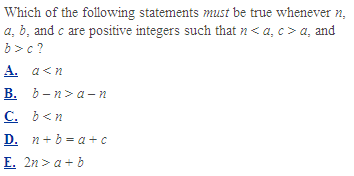 Which of the following statements must be true whenever n,
a, b, and c are positive integers such that n < a, c > a, and
b > c ?
A. a < n
B. b – n > a – n
C. b < n
D. n + b = a + c
E. 2n > a + b